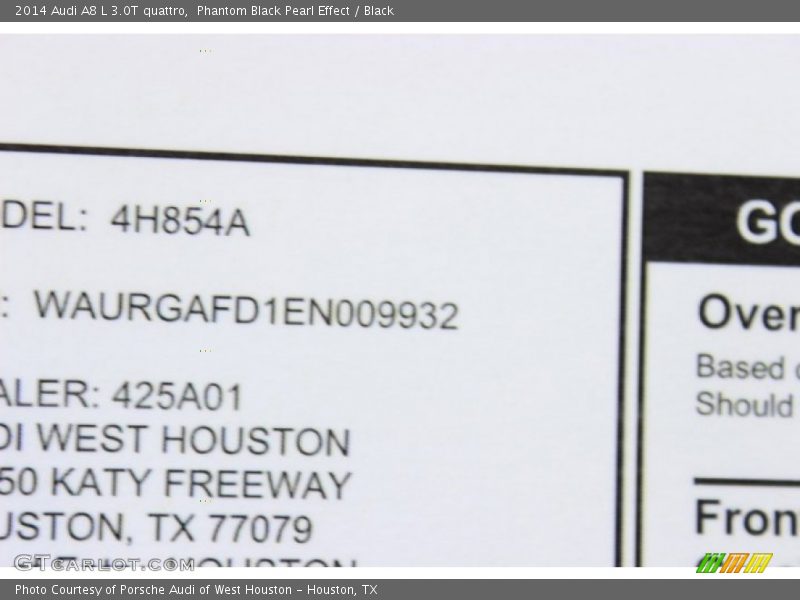 2014 Audi A8 L 3.0T quattro,  Phantom Black Pearl Effect / Black
DEL: 4H854A
: WAURGAFD1EN009932
ALER: 425A01
DI WEST HOUSTON
50 KATY FREEWAY
USTON, TX 77079
GO
Over
Based
Should
Fron
GTCARLOT.COM
Photo Courtesy of Porsche Audi of West Houston – Houston, TX